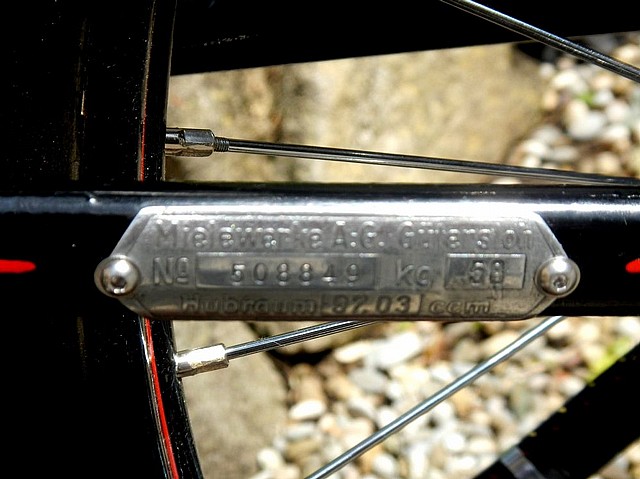 Mielewerke A.G. Gütersloh
No 508849 kg 58
Hubraum 97.03 ccm